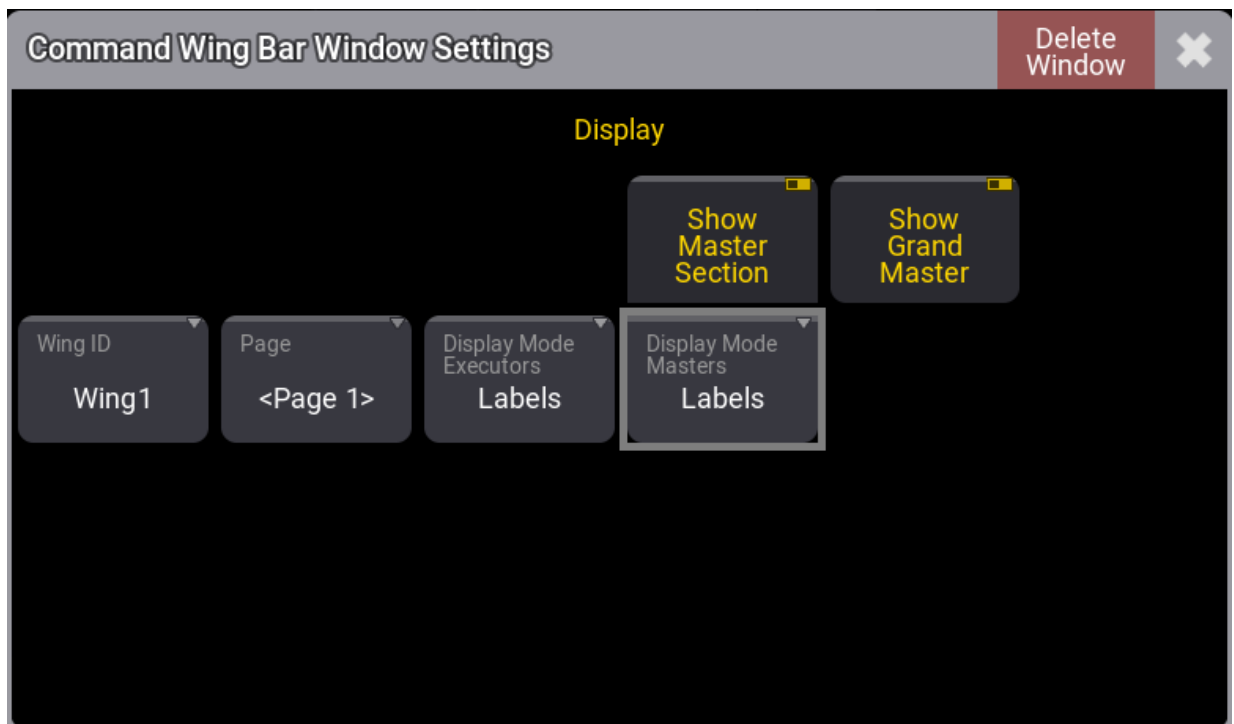 Command Wing Bar Window Settings
Delete
Window
Display
Show
Master
Section
Show
Grand
Master
Wing ID
Wing1
Page
<Page 1>
Display Mode
Executors
Labels
Display Mode
Masters
Labels